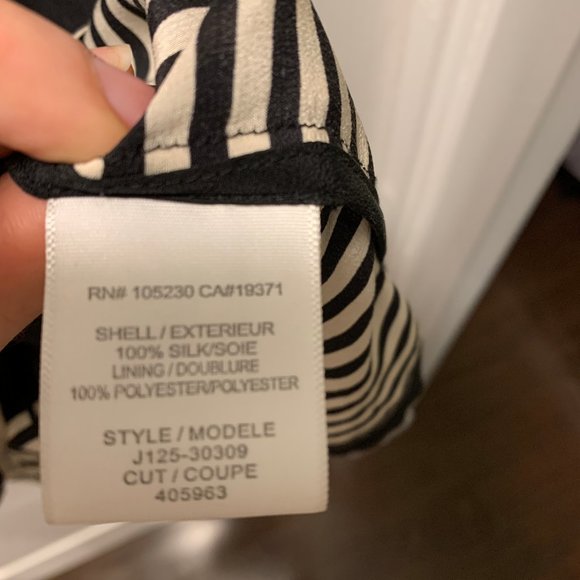 RN# 105230 CA#19371
SHELL / EXTERIEUR
100% SILK/SOIE
LINING / DOUBLURE
100% POLYESTER/POLYESTER
STYLE / MODELE
J125-30309
CUT / COUPE
405963